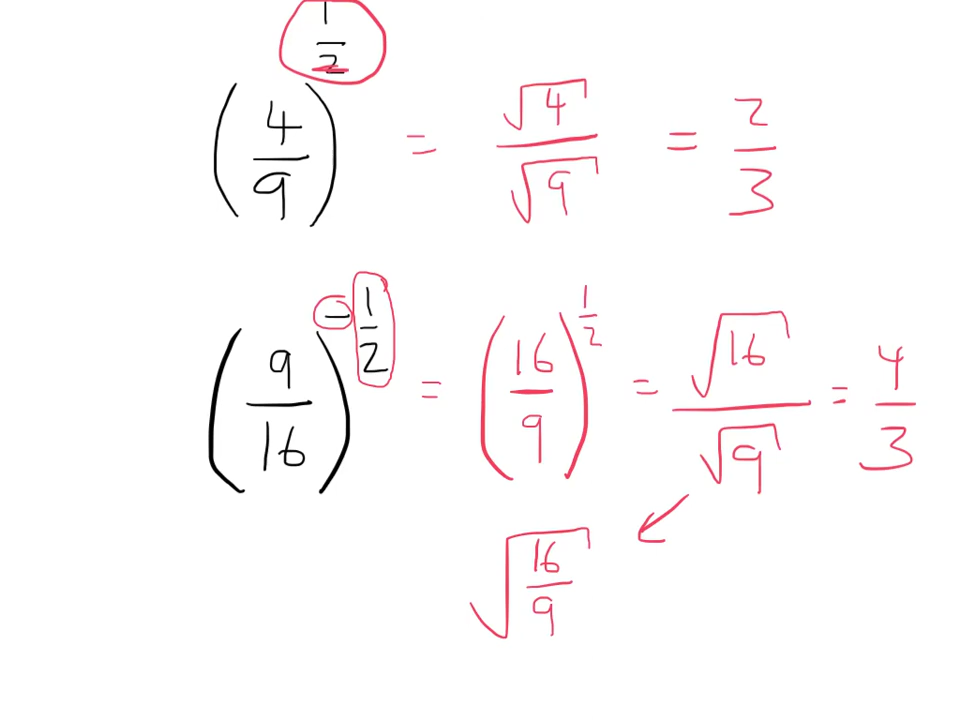 (4/9)^(1/2) = √4/√9 = 2/3
(9/16)^(-1/2) = (16/9)^(1/2) = √16/√9 = 4/3
√(16/9)